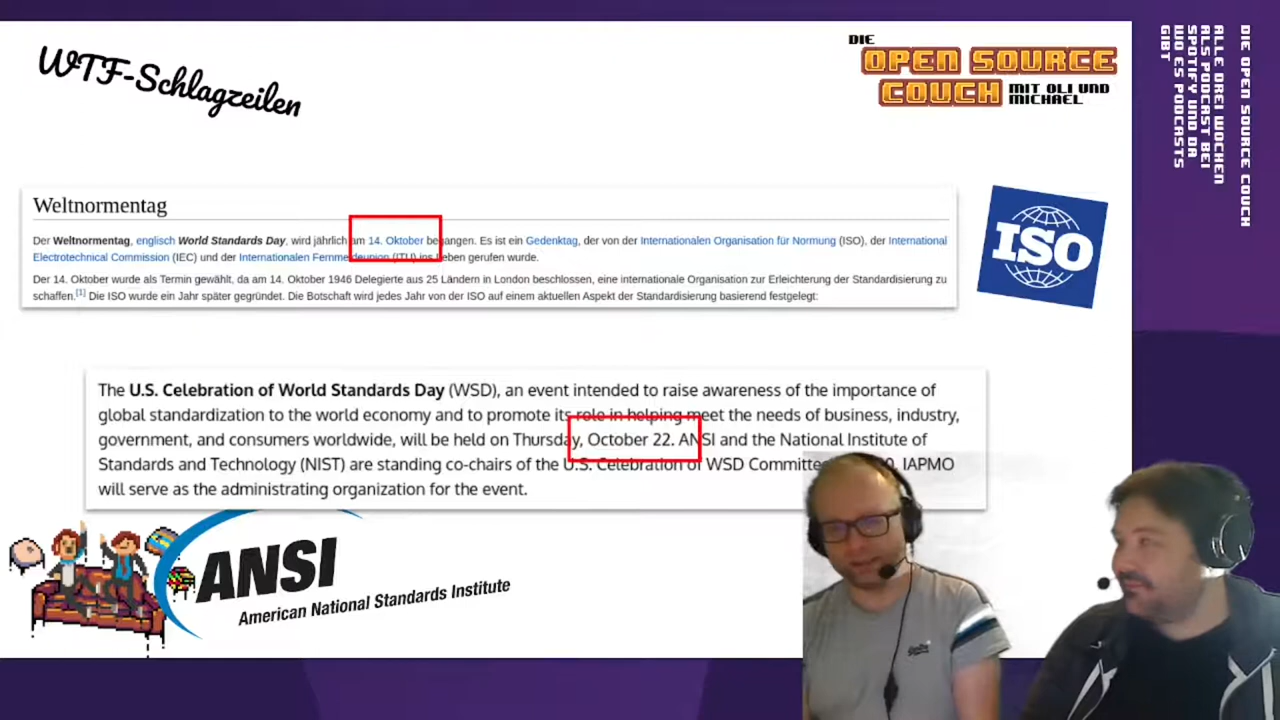 WTF-Schlagzeilen
DIE
OPEN SOURCE
COUCH MIT OLI UND
MICHAEL
DIE OPEN SOURCE COUCH
ALLE DREI WOCHEN
ALS PODCAST BEI
SPOTIFY UND DA
WO ES PODCASTS
GIBT
Weltnormentag
Der Weltnormentag, englisch World Standards Day, wird jährlich am 14. Oktober begangen. Es ist ein Gedenktag, der von der Internationalen Organisation für Normung (ISO), der International
Electrotechnical Commission (IEC) und der Internationalen Fernmeldeunion (ITU) ins Leben gerufen wurde.
Der 14. Oktober wurde als Termin gewählt, da am 14. Oktober 1946 Delegierte aus 25 Ländern in London beschlossen, eine internationale Organisation zur Erleichterung der Standardisierung zu
schaffen.[1] Die ISO wurde ein Jahr später gegründet. Die Botschaft wird jedes Jahr von der ISO auf einem aktuellen Aspekt der Standardisierung basierend festgelegt:
ISO
The U.S. Celebration of World Standards Day (WSD), an event intended to raise awareness of the importance of
global standardization to the world economy and to promote its role in helping meet the needs of business, industry,
government, and consumers worldwide, will be held on Thursday, October 22. ANSI and the National Institute of
Standards and Technology (NIST) are standing co-chairs of the U.S. Celebration of WSD IAPMO
will serve as the administrating organization for the event.
ANSI
American National Standards Institute